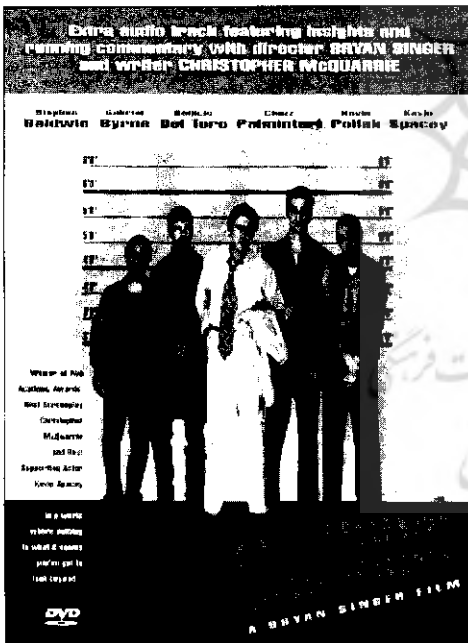 Extra audio track featuring insights and
running commentary with director BRYAN SINGER
and writer CHRISTOPHER McQUARRIE
Stephen Gabriel Benicio Chazz Kevin Kevin
Baldwin Byrne Del Toro Palminteri Pollak Spacey
Winner of Two
Academy Awards
Best Screenplay
Christopher
McQuarrie
and Best
Supporting Actor
Kevin Spacey
In a world
where nothing
is what it seems
you've got to
look beyond...
DVD
A BRYAN SINGER FILM